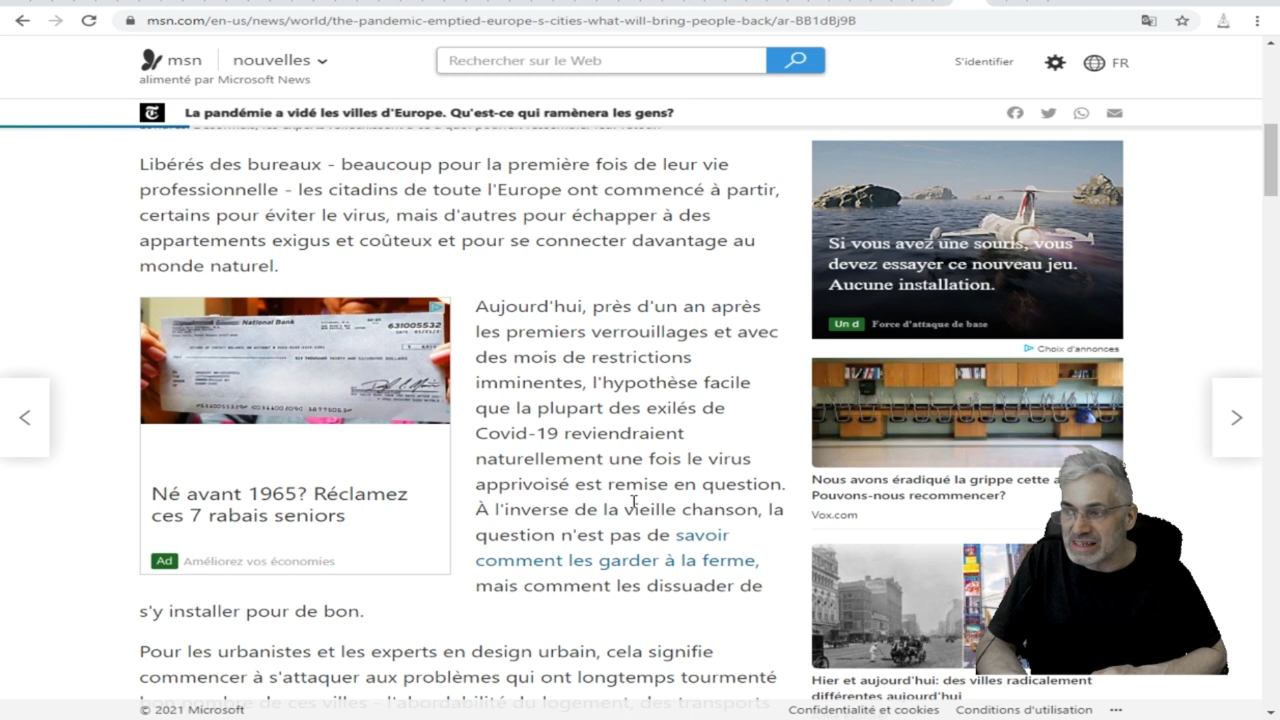 msn.com/en-us/news/world/the-pandemic-emptied-europe-s-cities-what-will-bring-people-back/ar-BB1dBj9B
msn nouvelles
Rechercher sur le Web
S'identifier
FR
alimenté par Microsoft News
La pandémie a vidé les villes d'Europe. Qu'est-ce qui ramènera les gens?
Libérés des bureaux - beaucoup pour la première fois de leur vie
professionnelle - les citadins de toute l'Europe ont commencé à partir,
certains pour éviter le virus, mais d'autres pour échapper à des
appartements exigus et coûteux et pour se connecter davantage au
monde naturel.
National Bank
631005532
Né avant 1965? Réclamez
ces 7 rabais seniors
Ad Améliorez vos économies
Aujourd'hui, près d'un an après
les premiers verrouillages et avec
des mois de restrictions
imminentes, l'hypothèse facile
que la plupart des exilés de
Covid-19 reviendraient
naturellement une fois le virus
apprivoisé est remise en question.
À l'inverse de la vieille chanson, la
question n'est pas de savoir
comment les garder à la ferme,
mais comment les dissuader de
s'y installer pour de bon.
Pour les urbanistes et les experts en design urbain, cela signifie
commencer à s'attaquer aux problèmes qui ont longtemps tourmenté
bon nombre de ces villes - l'abordabilité du logement, des transports
Si vous avez une souris, vous
devez essayer ce nouveau jeu.
Aucune installation.
Un d Force d'attaque de base
Choix d'annonces
Nous avons éradiqué la grippe cette
Pouvons-nous recommencer?
Vox.com
Hier et aujourd'hui: des villes radicalement
différentes aujourd'hui
© 2021 Microsoft
Confidentialité et cookies
Conditions d'utilisation